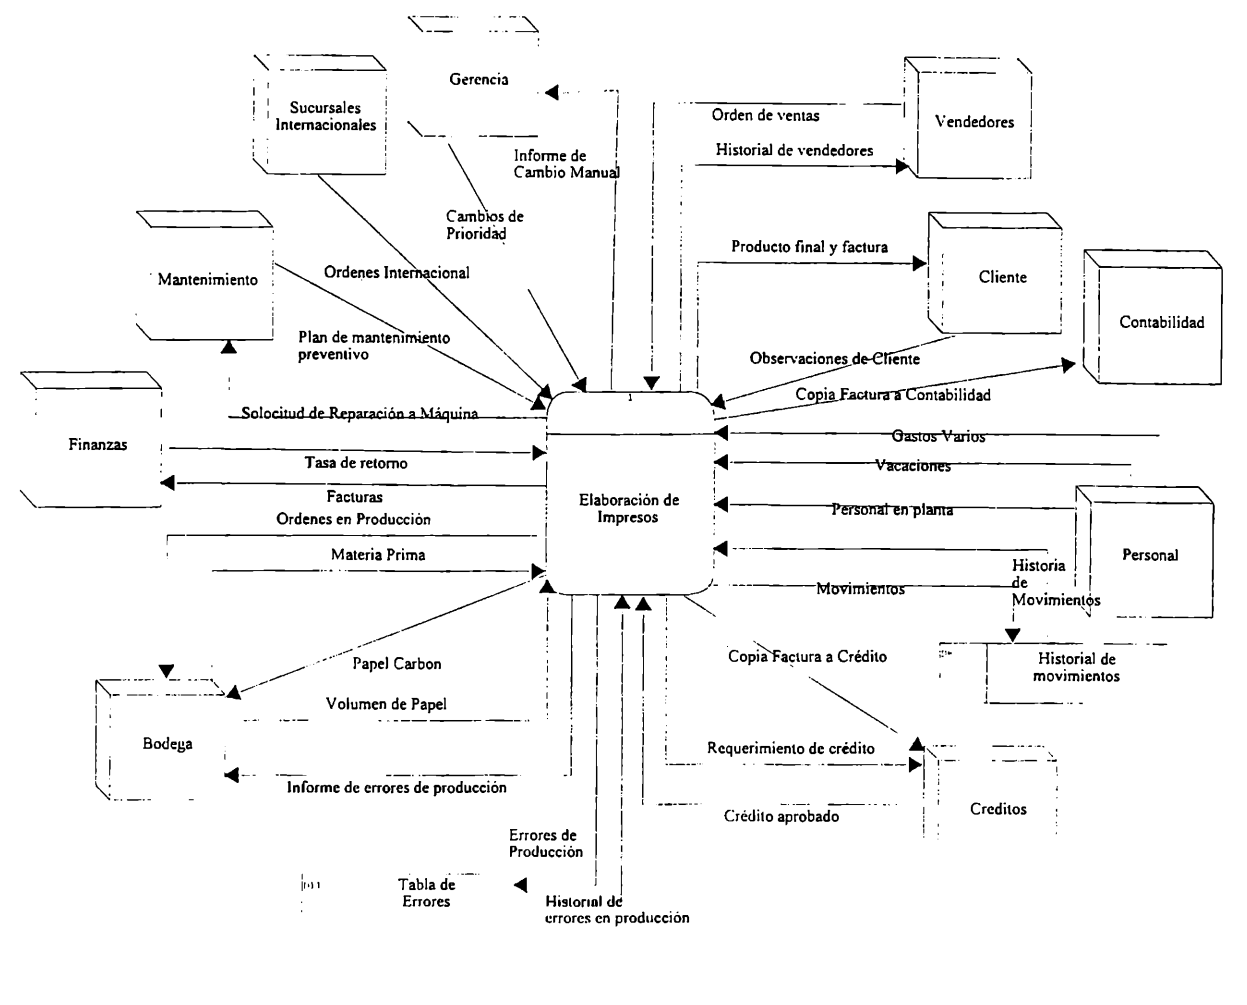 Gerencia
Sucursales
Internacionales
Orden de ventas
Vendedores
Historial de vendedores
Informe de
Cambio Manual
Cambios de
Prioridad
Producto final y factura
Cliente
Mantenimiento
Ordenes Internacional
Contabilidad
Plan de mantenimiento
preventivo
Observaciones de Cliente
Copia Factura a Contabilidad
1
Solocitud de Reparación a Máquina
Finanzas
Gastos Varios
Tasa de retorno
Vacaciones
Facturas
Elaboración de
Impresos
Ordenes en Producción
Personal en planta
Materia Prima
Personal
Historia
de
Movimientos
Movimientos
Papel Carbon
Copia Factura a Crédito
Historial de
movimientos
Volumen de Papel
Bodega
Requerimiento de crédito
Informe de errores de producción
Crédito aprobado
Creditos
Errores de
Producción
Tabla de
Errores
Historial de
errores en producción